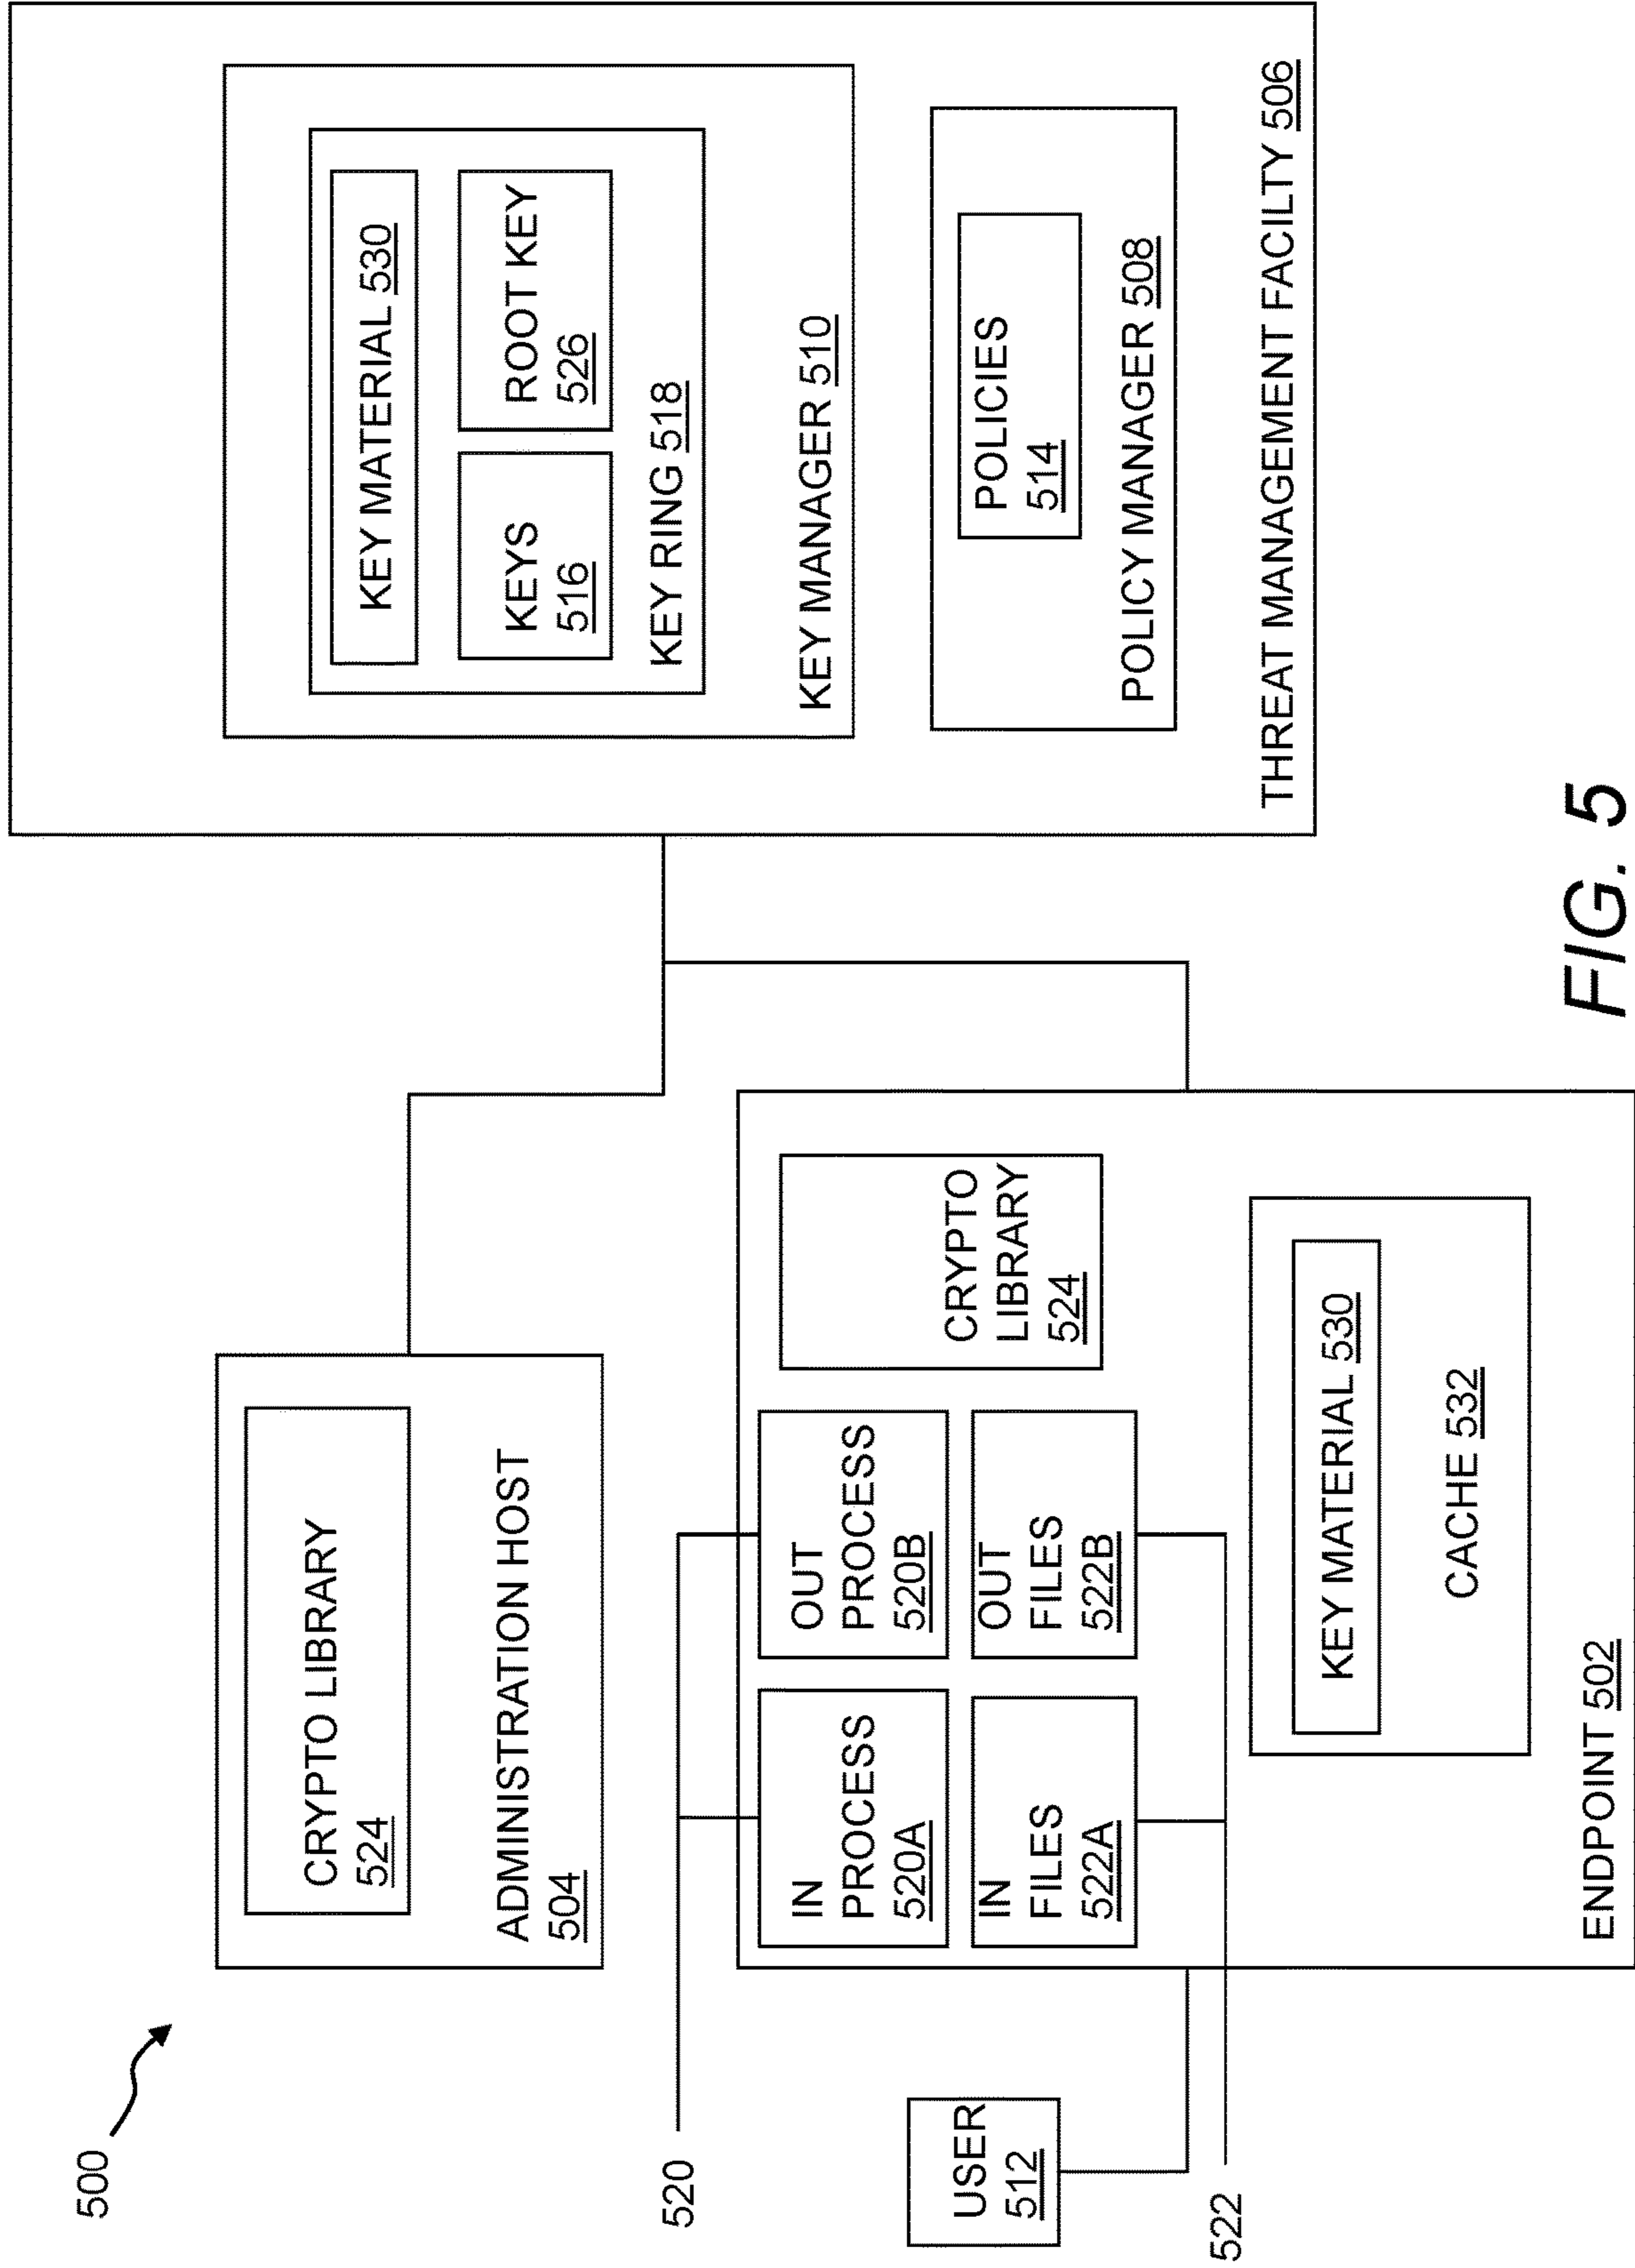 500
CRYPTO LIBRARY
524
ADMINISTRATION HOST
504
520
IN
PROCESS
520A
OUT
PROCESS
520B
IN
FILES
522A
OUT
FILES
522B
CRYPTO
LIBRARY
524
USER
512
522
KEY MATERIAL 530
CACHE 532
ENDPOINT 502
KEY MATERIAL 530
KEYS
516
ROOT KEY
526
KEY RING 518
KEY MANAGER 510
POLICIES
514
POLICY MANAGER 508
THREAT MANAGEMENT FACILTY 506
FIG. 5